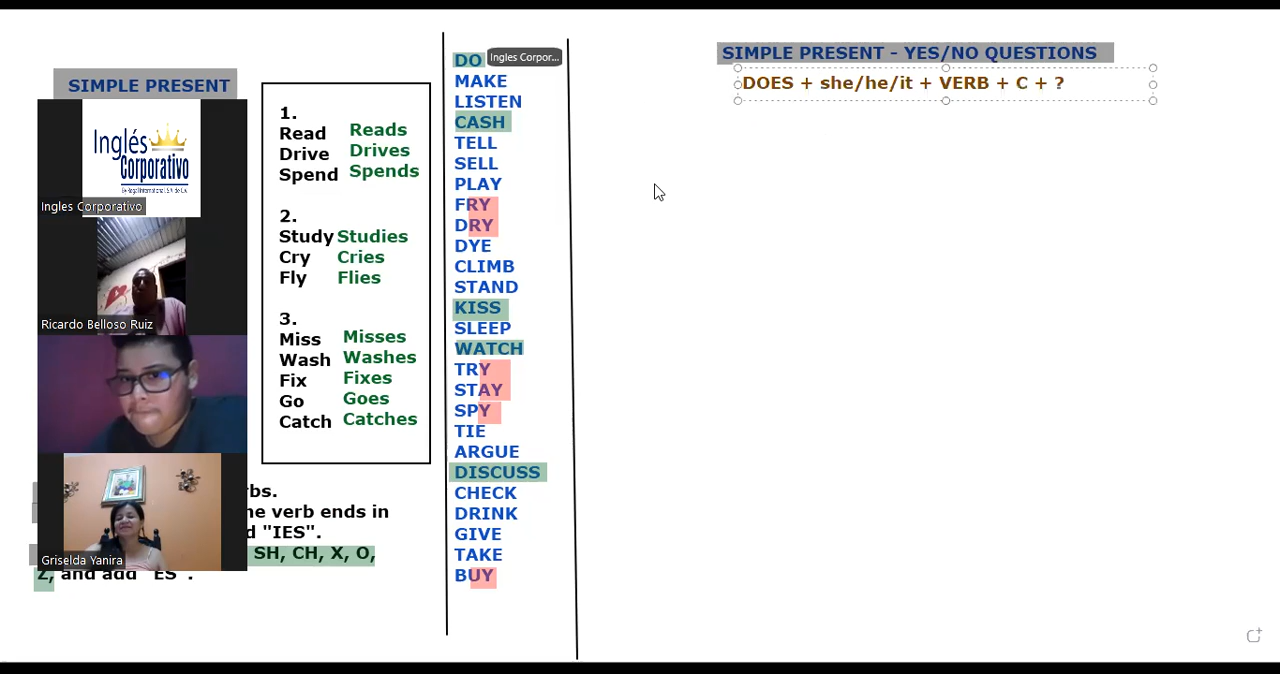 SIMPLE PRESENT
Inglés
Corporativo
Ingles Corporativo
Ricardo Belloso Ruiz
Griselda Yanira
1.
Read Reads
Drive Drives
Spend Spends
2.
Study Studies
Cry Cries
Fly Flies
3.
Miss Misses
Wash Washes
Fix Fixes
Go Goes
Catch Catches
verb ends in
"IES".
SH, CH, X, O,
Z, and add "ES".
DO
Ingles Corpor...
MAKE
LISTEN
CASH
TELL
SELL
PLAY
FRY
DRY
DYE
CLIMB
STAND
KISS
SLEEP
WATCH
TRY
STAY
SPY
TIE
ARGUE
DISCUSS
CHECK
DRINK
GIVE
TAKE
BUY
SIMPLE PRESENT - YES/NO QUESTIONS
DOES + she/he/it + VERB + C + ?